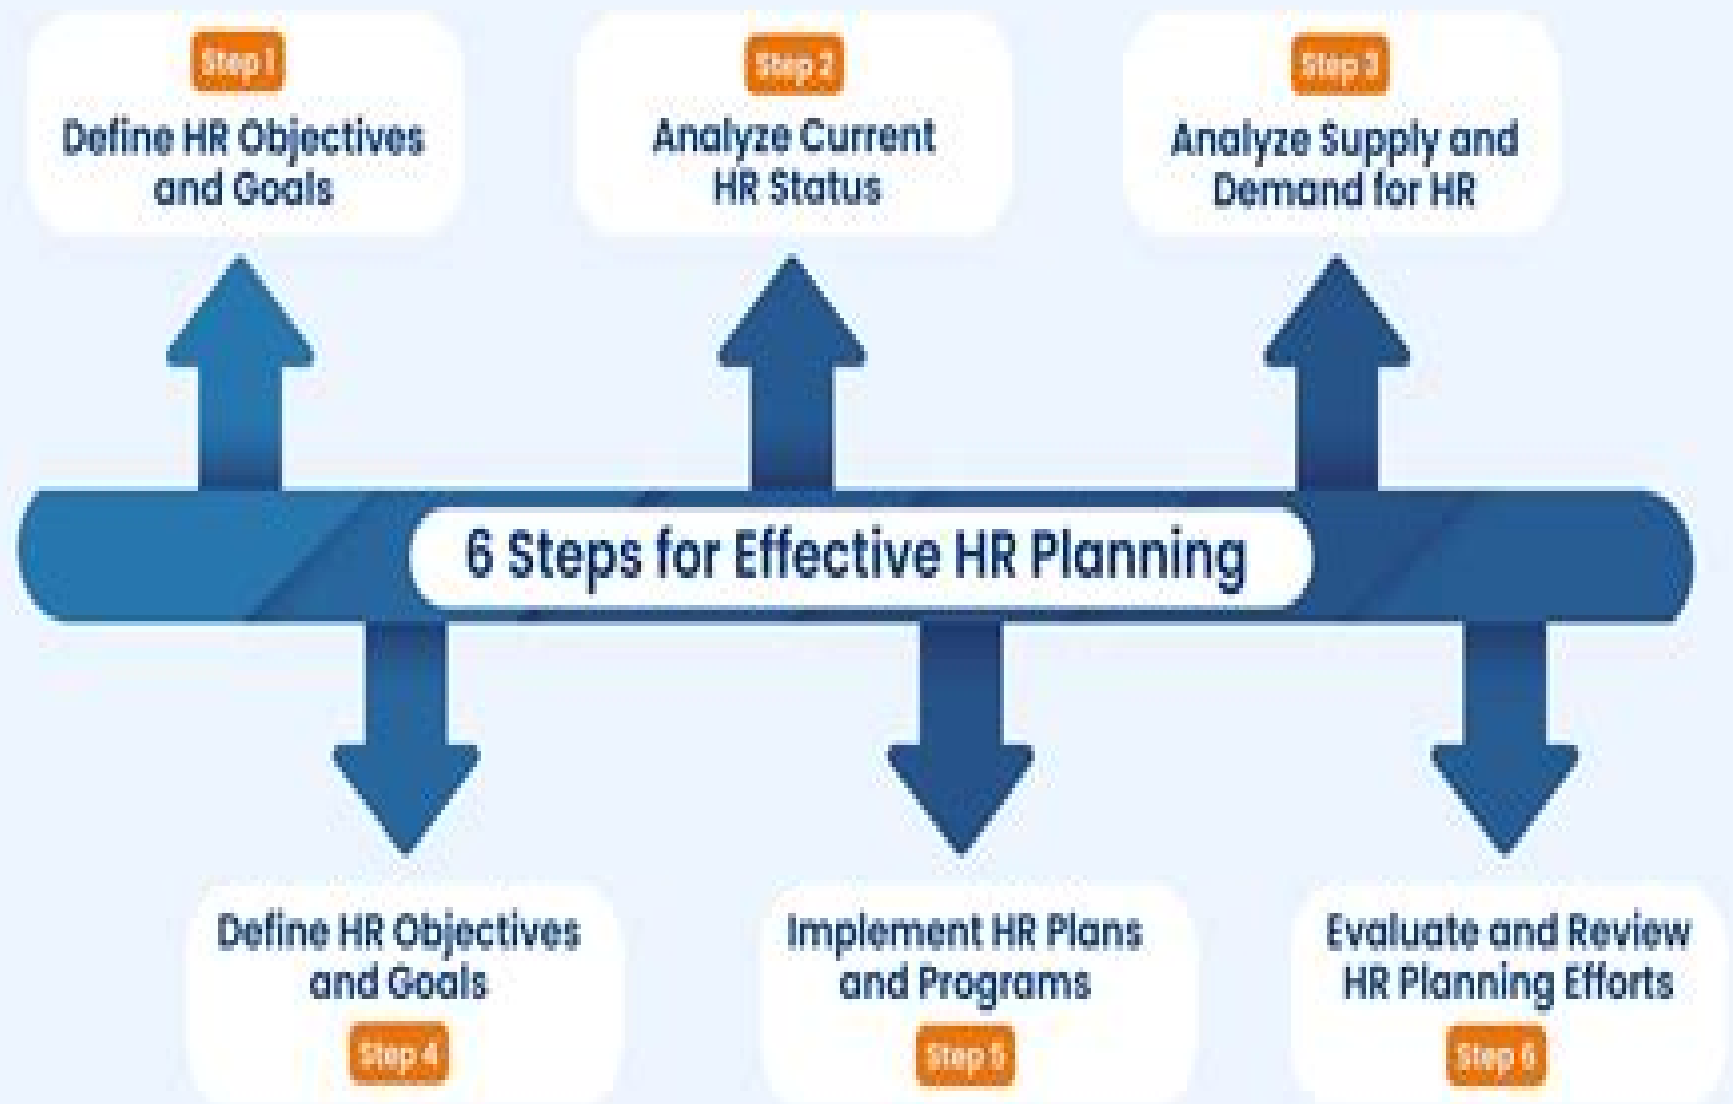 Step 1
Define HR Objectives
and Goals
Step 2
Analyze Current
HR Status
Step 3
Analyze Supply and
Demand for HR
6 Steps for Effective HR Planning
Define HR Objectives
and Goals
Step 4
Implement HR Plans
and Programs
Step 5
Evaluate and Review
HR Planning Efforts
Step 6